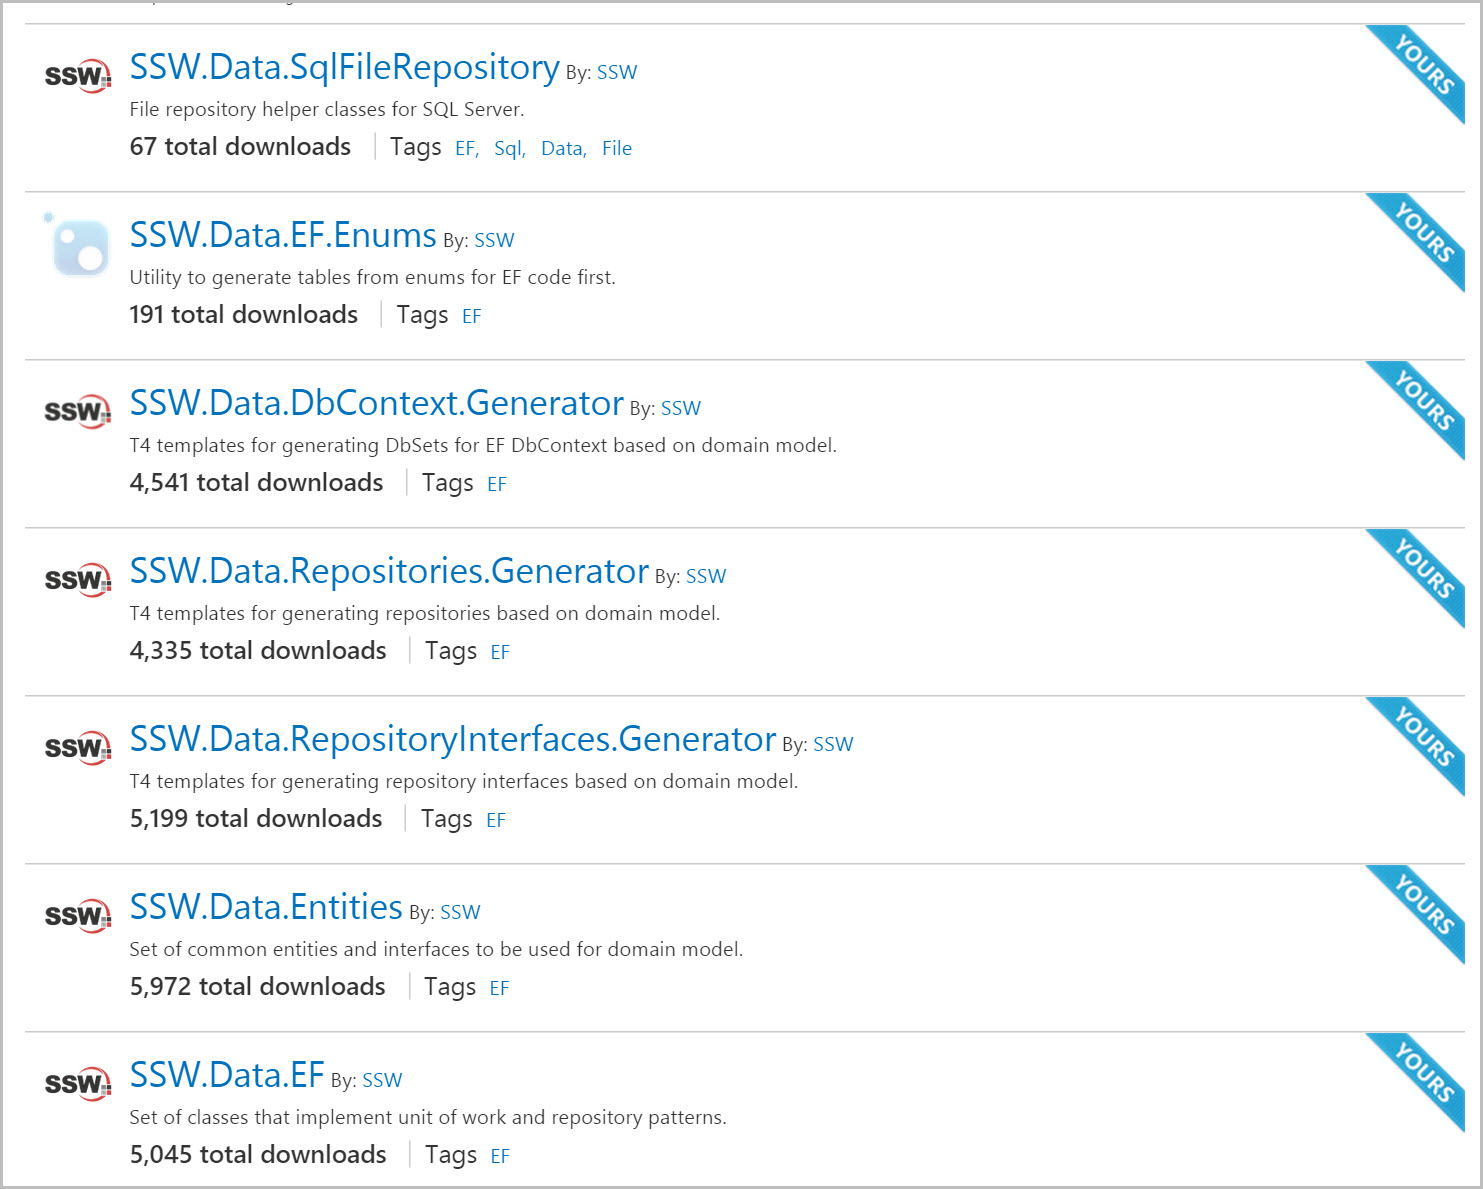 SSW.Data.SqlFileRepository By: SSW
YOURS
SSW
File repository helper classes for SQL Server.
67 total downloads Tags EF, Sql, Data, File
SSW.Data.EF.Enums By: SSW
YOURS
Utility to generate tables from enums for EF code first.
191 total downloads Tags EF
SSW.Data.DbContext.Generator By: SSW
YOURS
SSW
T4 templates for generating DbSets for EF DbContext based on domain model.
4,541 total downloads Tags EF
SSW.Data.Repositories.Generator By: SSW
YOURS
SSW
T4 templates for generating repositories based on domain model.
4,335 total downloads Tags EF
SSW.Data.RepositoryInterfaces.Generator By: SSW
YOURS
SSW
T4 templates for generating repository interfaces based on domain model.
5,199 total downloads Tags EF
SSW.Data.Entities By: SSW
YOURS
SSW
Set of common entities and interfaces to be used for domain model.
5,972 total downloads Tags EF
SSW.Data.EF By: SSW
YOURS
SSW
Set of classes that implement unit of work and repository patterns.
5,045 total downloads Tags EF